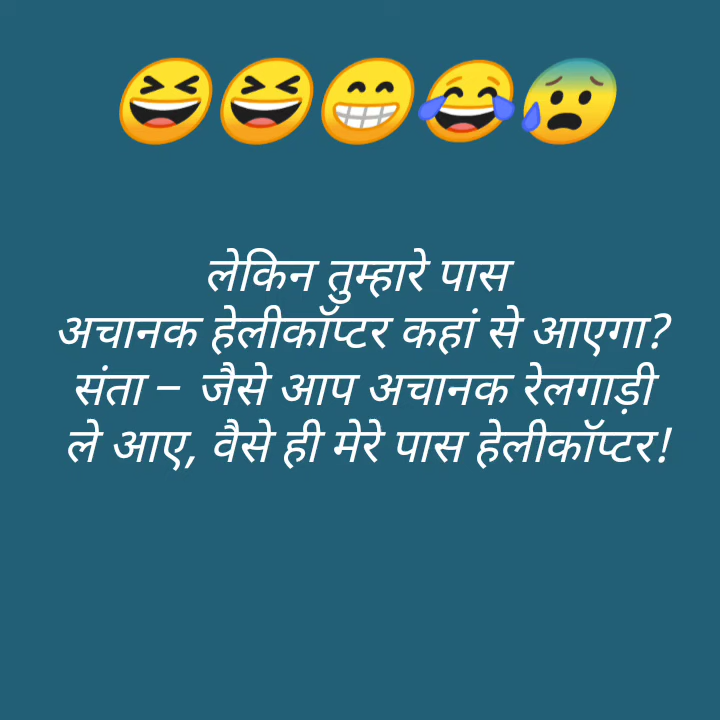 लेकिन तुम्हारे पास
अचानक हेलीकॉप्टर कहां से आएगा?
संता – जैसे आप अचानक रेलगाड़ी
ले आए, वैसे ही मेरे पास हेलीकॉप्टर!